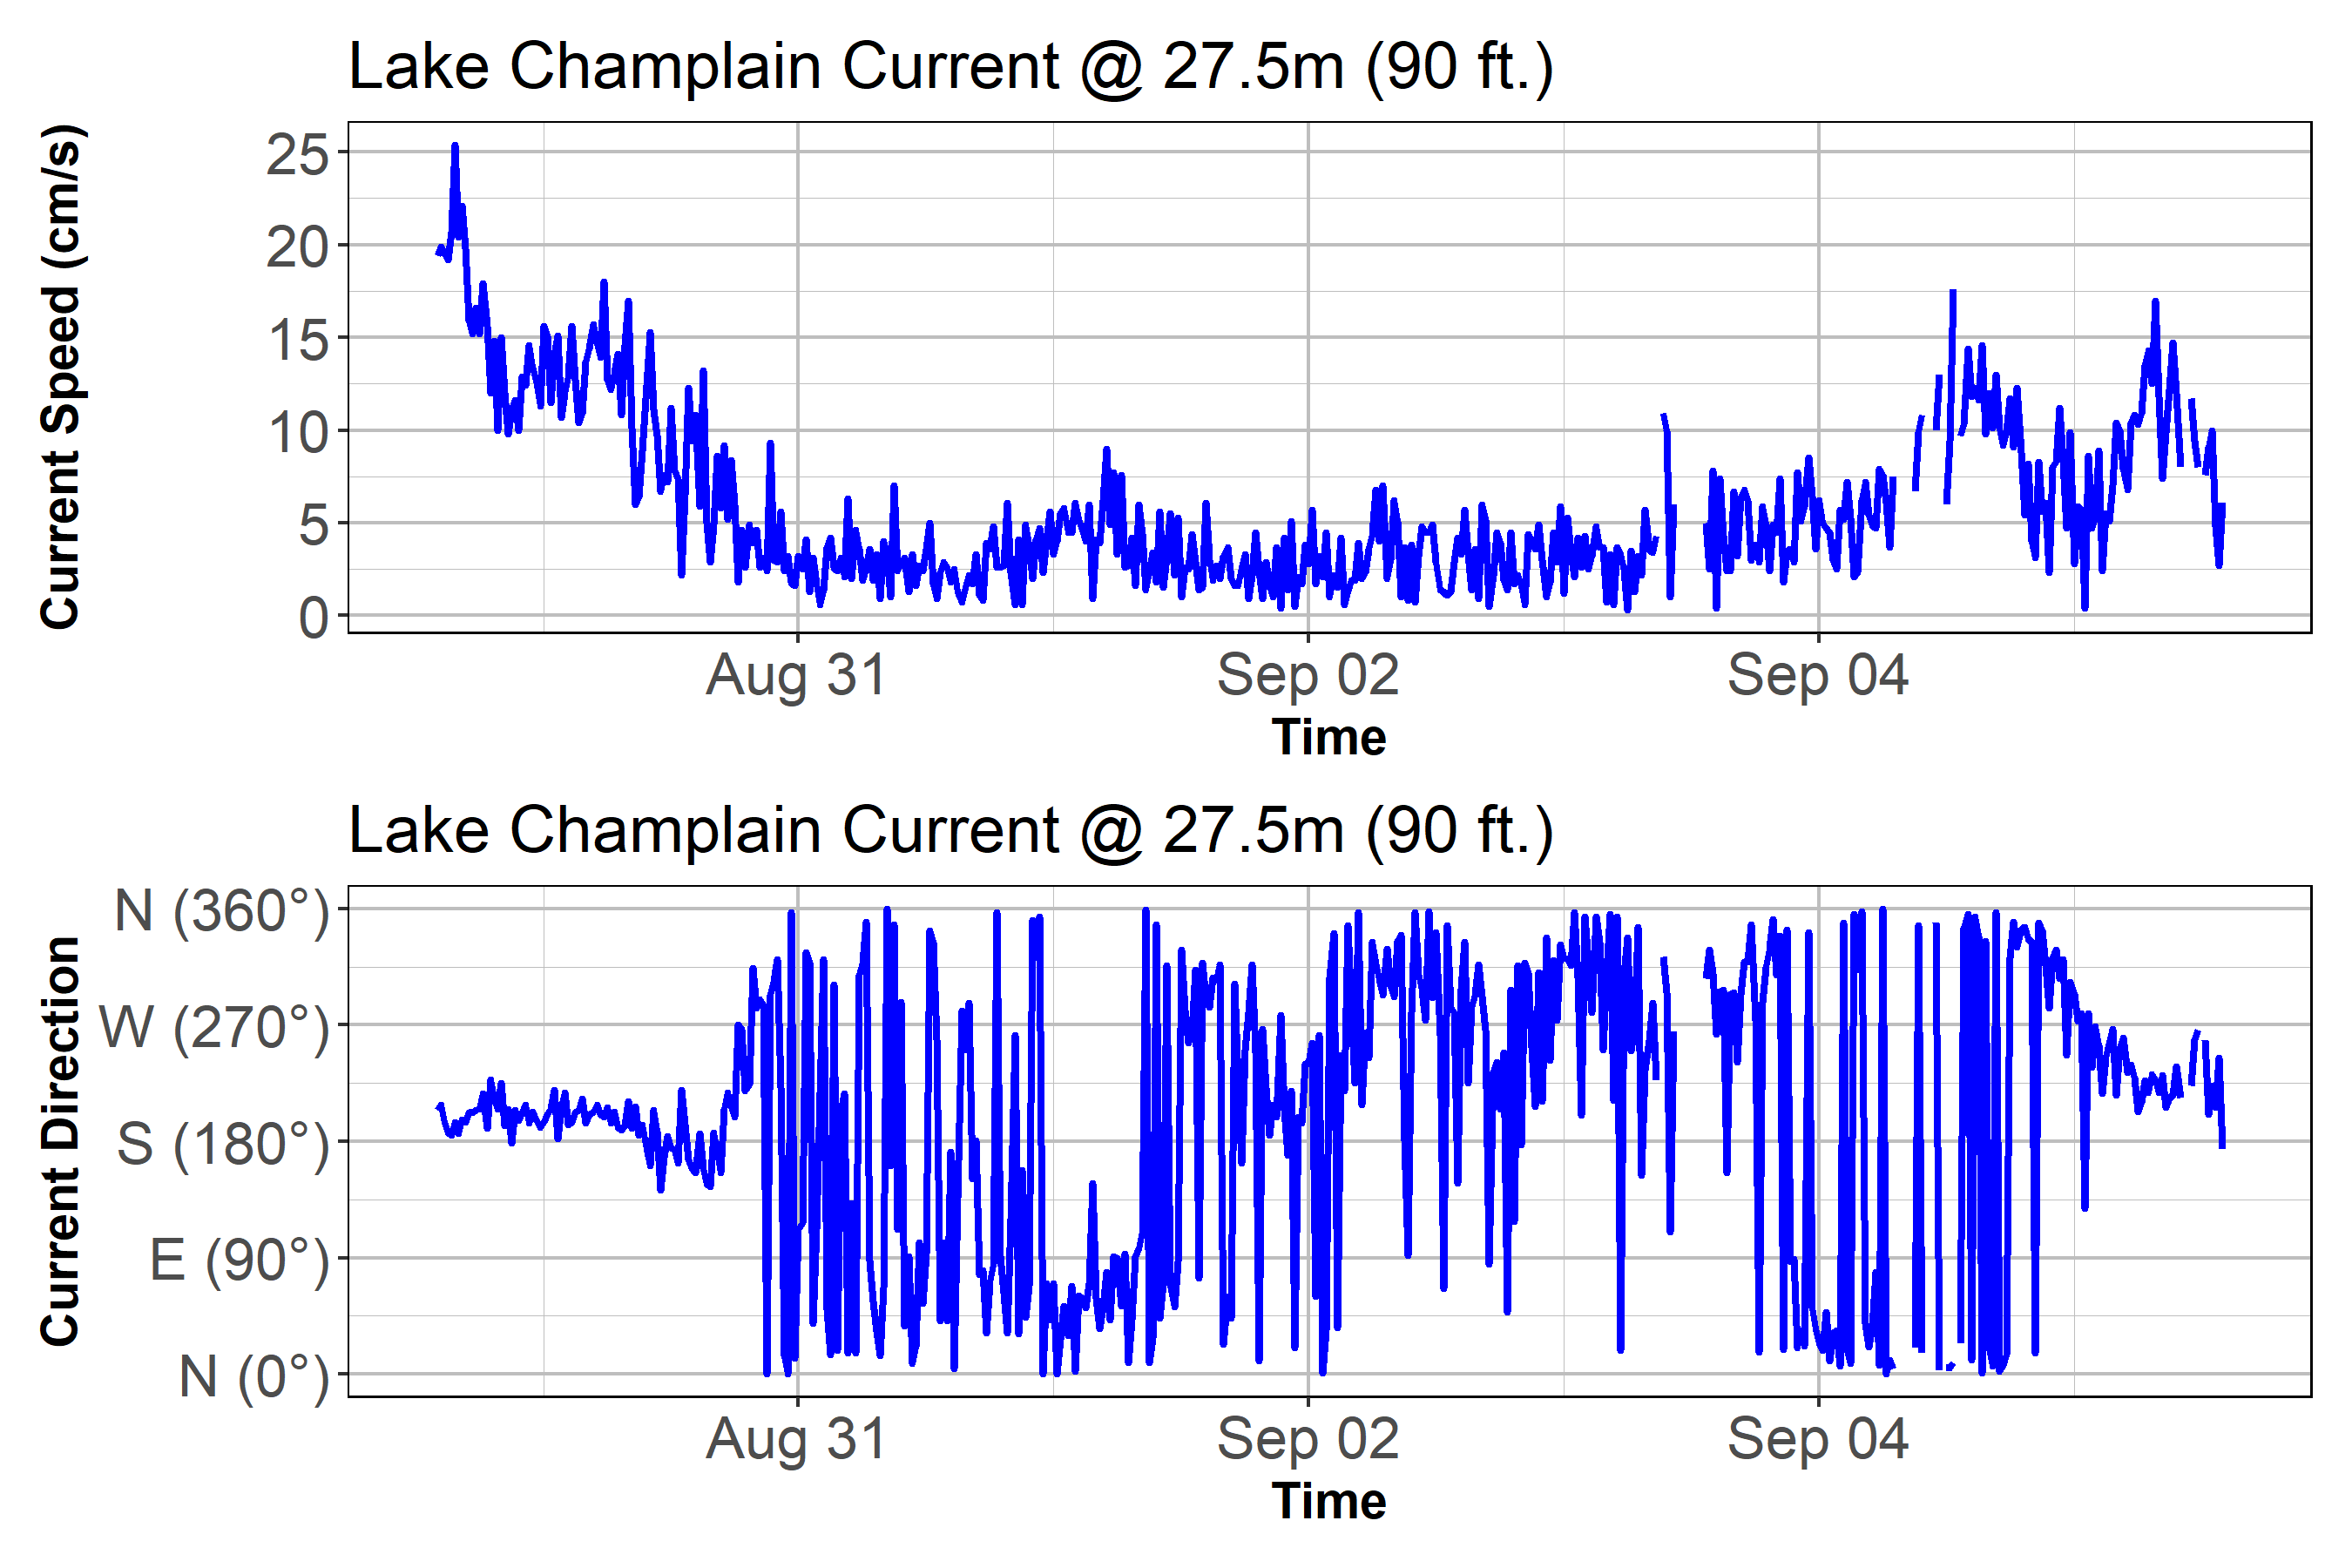 Lake Champlain Current @ 27.5m (90 ft.)
Current Speed (cm/s)
25
20
15
10
5
0
Aug 31
Sep 02
Sep 04
Time
Lake Champlain Current @ 27.5m (90 ft.)
Current Direction
N (360°)
W (270°)
S (180°)
E (90°)
N (0°)
Aug 31
Sep 02
Sep 04
Time